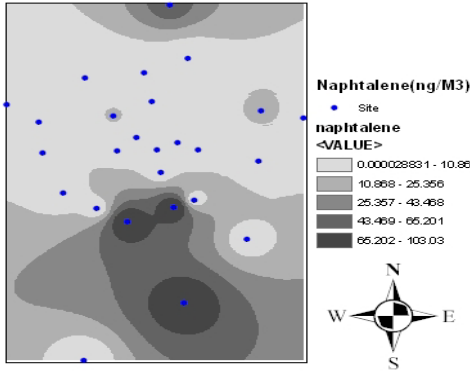 Naphtalene(ng/M3)
Site
naphtalene
<VALUE>
0.000028831 - 10.86
10.868 - 25.356
25.357 - 43.468
43.469 - 65.201
65.202 - 103.03
N
W E
S